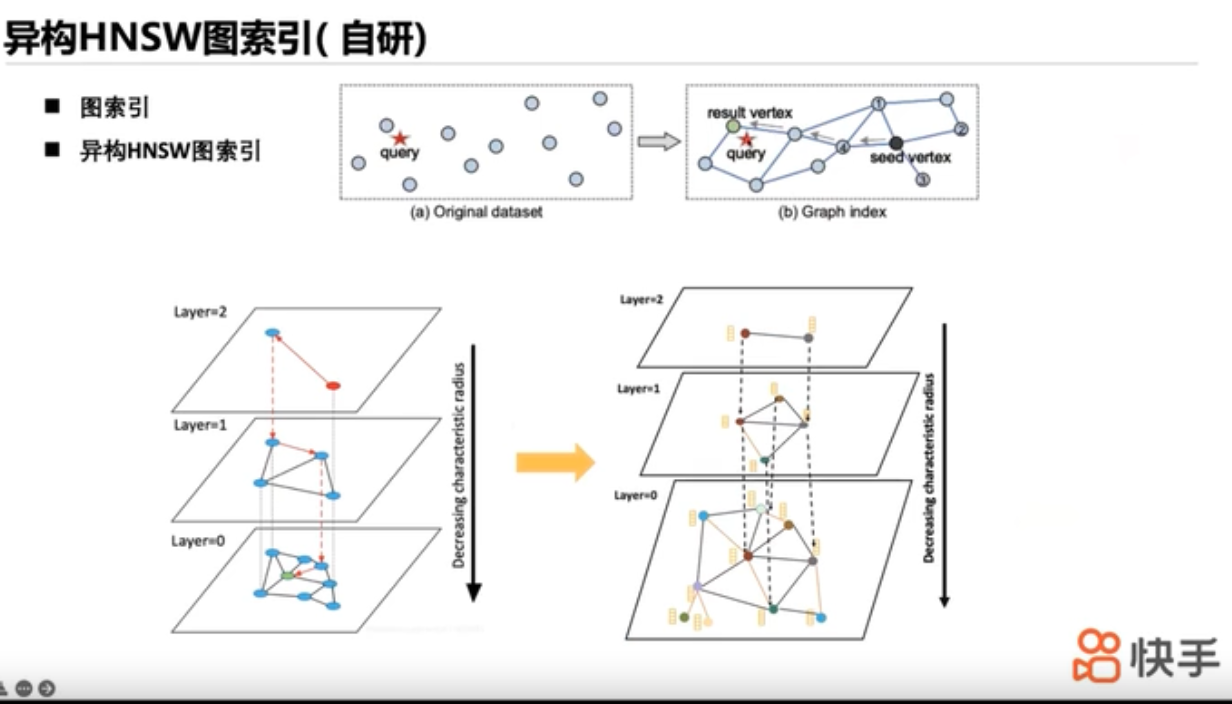 异构HNSW图索引( 自研)
■ 图索引
■ 异构HNSW图索引
query
(a) Original dataset
result vertex
query
seed vertex
1
2
3
4
(b) Graph index
Layer=2
Layer=1
Layer=0
Decreasing characteristic radius
Layer=2
Layer=1
Layer=0
Decreasing characteristic radius
快手